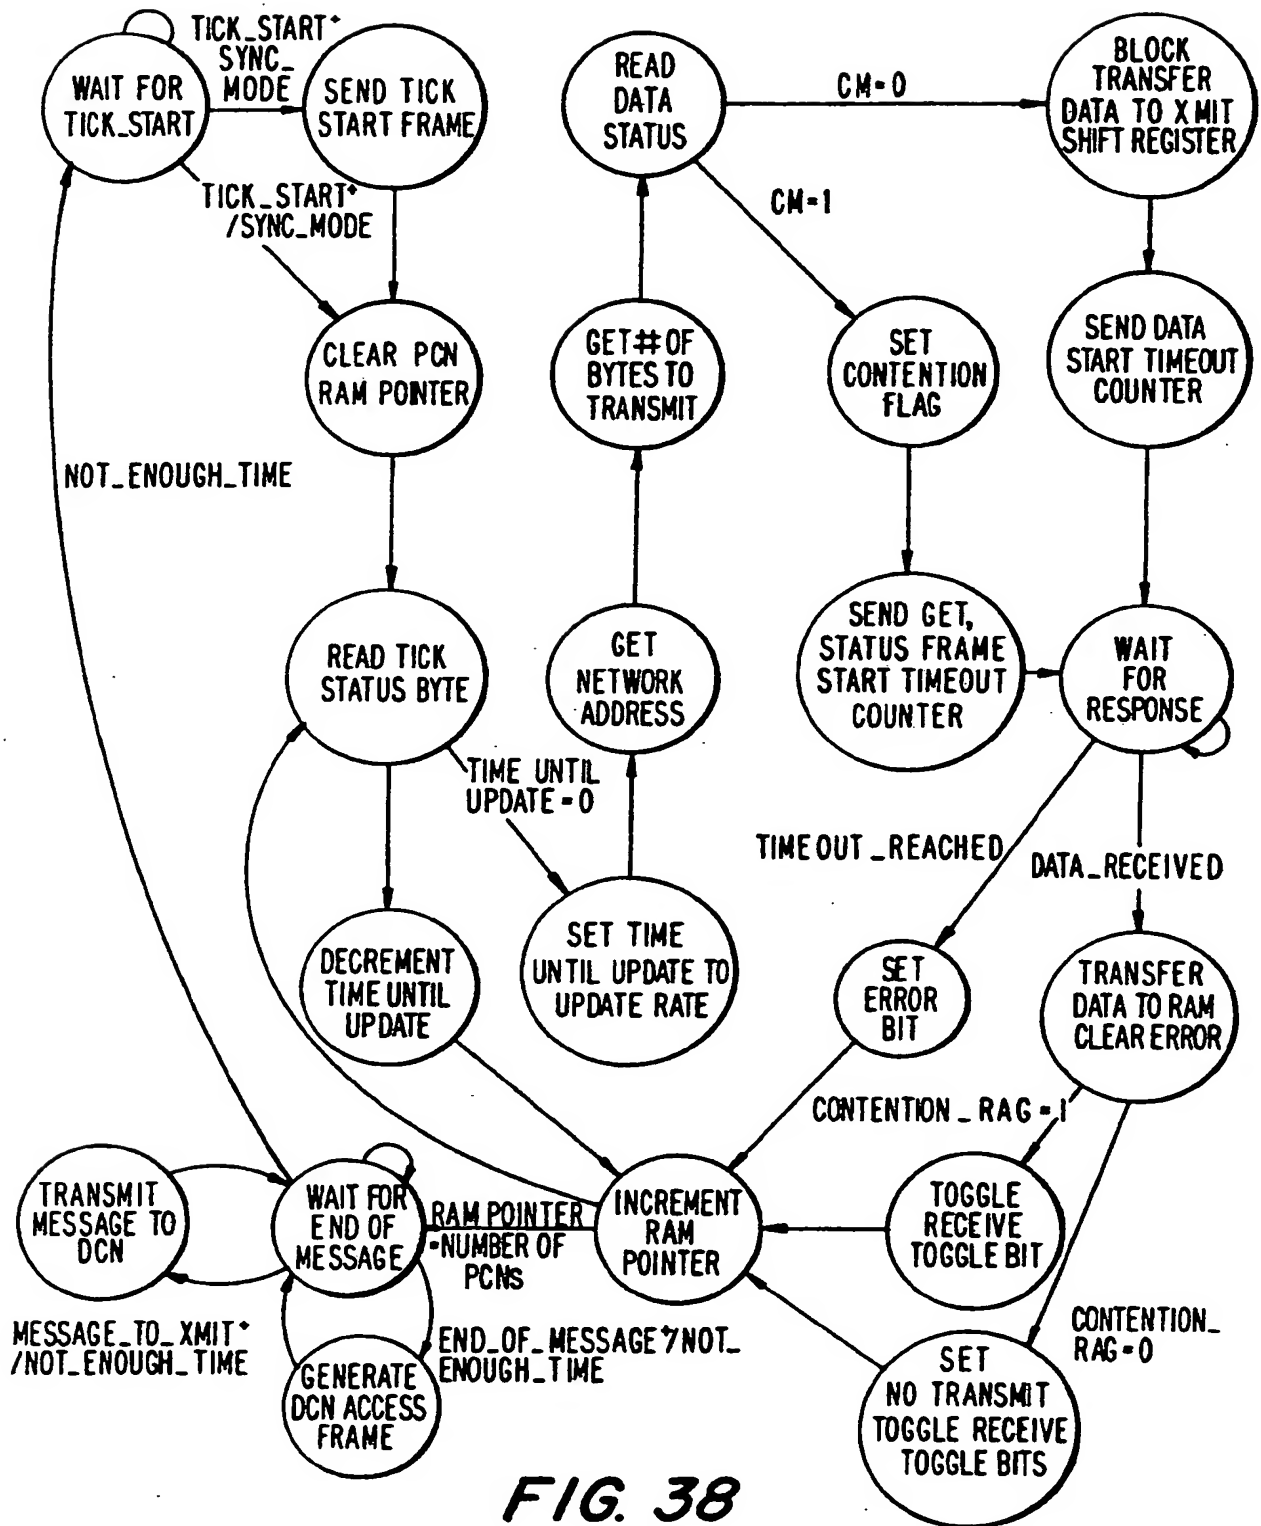 TICK_START*
SYNC_
MODE
WAIT FOR
TICK_START
SEND TICK
START FRAME
READ
DATA
STATUS
CM=0
BLOCK
TRANSFER
DATA TO XMIT
SHIFT REGISTER
TICK_START*
/SYNC_MODE
CM=1
CLEAR PCN
RAM POINTER
GET # OF
BYTES TO
TRANSMIT
SET
CONTENTION
FLAG
SEND DATA
START TIMEOUT
COUNTER
NOT_ENOUGH_TIME
READ TICK
STATUS BYTE
GET
NETWORK
ADDRESS
SEND GET,
STATUS FRAME
START TIMEOUT
COUNTER
WAIT
FOR
RESPONSE
TIME UNTIL
UPDATE=0
TIMEOUT_REACHED
DATA_RECEIVED
DECREMENT
TIME UNTIL
UPDATE
SET TIME
UNTIL UPDATE TO
UPDATE RATE
SET
ERROR
BIT
TRANSFER
DATA TO RAM
CLEAR ERROR
CONTENTION_RAG=1
TRANSMIT
MESSAGE TO
DCN
WAIT FOR
END OF
MESSAGE
RAM POINTER
=NUMBER OF
PCNs
INCREMENT
RAM
POINTER
TOGGLE
RECEIVE
TOGGLE BIT
MESSAGE_TO_XMIT*
/NOT_ENOUGH_TIME
GENERATE
DCN ACCESS
FRAME
END_OF_MESSAGE*/NOT_
ENOUGH_TIME
SET
NO TRANSMIT
TOGGLE RECEIVE
TOGGLE BITS
CONTENTION_
RAG=0
FIG. 38